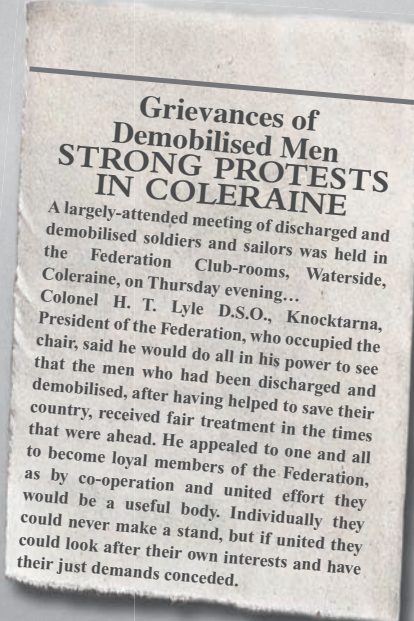 Grievances of
Demobilised Men
STRONG PROTESTS
IN COLERAINE
A largely-attended meeting of discharged and
demobilised soldiers and sailors was held in
the Federation Club-rooms, Waterside,
Coleraine, on Thursday evening…
Colonel H. T. Lyle D.S.O., Knocktarna,
President of the Federation, who occupied the
chair, said he would do all in his power to see
that the men who had been discharged and
demobilised, after having helped to save their
country, received fair treatment in the times
that were ahead. He appealed to one and all
to become loyal members of the Federation,
as by co-operation and united effort they
would be a useful body. Individually they
could never make a stand, but if united they
could look after their own interests and have
their just demands conceded.